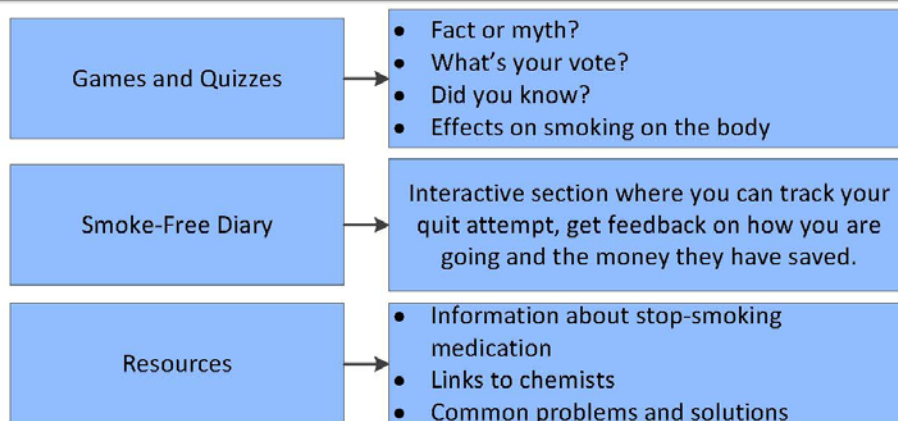 Games and Quizzes
• Fact or myth?
• What's your vote?
• Did you know?
• Effects on smoking on the body
Smoke-Free Diary
Interactive section where you can track your
quit attempt, get feedback on how you are
going and the money they have saved.
Resources
• Information about stop-smoking
medication
• Links to chemists
• Common problems and solutions